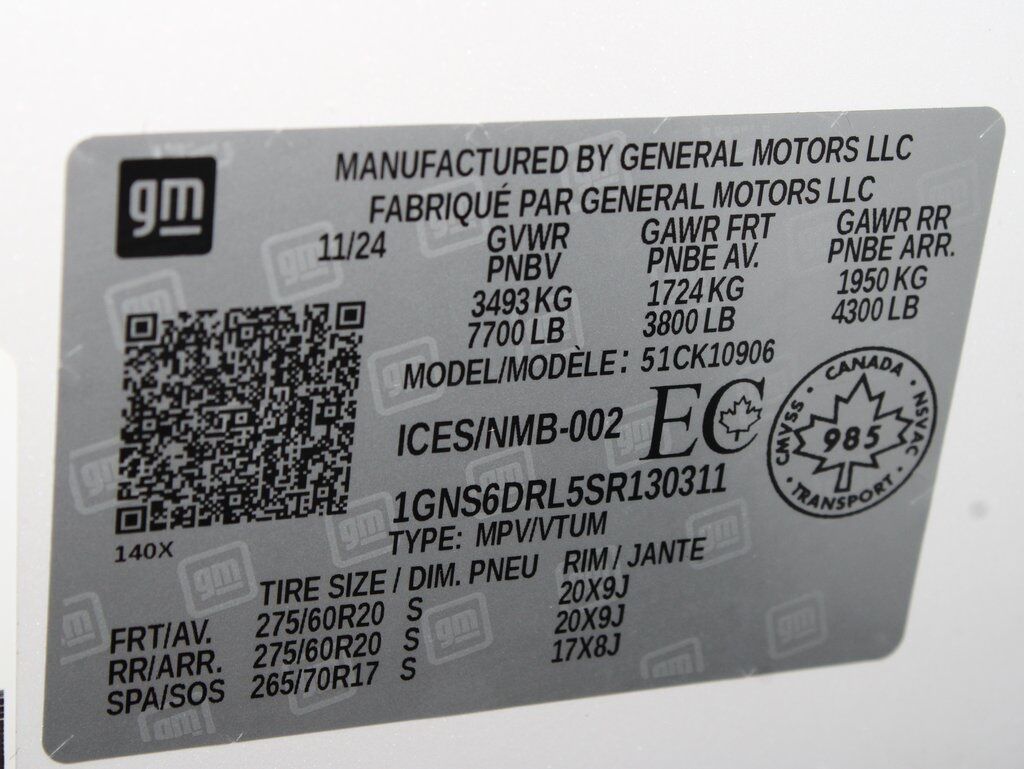 gm
MANUFACTURED BY GENERAL MOTORS LLC
FABRIQUÉ PAR GENERAL MOTORS LLC
11/24
GVWR GAWR FRT GAWR RR
PNBV PNBE AV. PNBE ARR.
3493 KG 1724 KG 1950 KG
7700 LB 3800 LB 4300 LB
MODEL/MODÈLE: 51CK10906
ICES/NMB-002 EC
CANADA
CMVSS 985 NSVAC
TRANSPORT
1GNS6DRL5SR130311
TYPE: MPV/VTUM
140X
TIRE SIZE / DIM. PNEU RIM / JANTE
FRT/AV. 275/60R20 S 20X9J
RR/ARR. 275/60R20 S 20X9J
SPA/SOS 265/70R17 S 17X8J